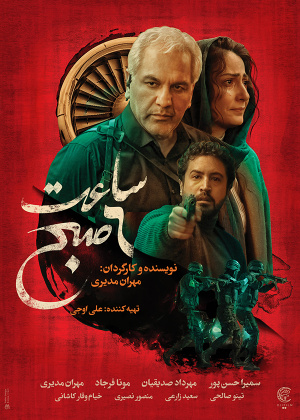 ساعت
۶ صبح
نویسنده و کارگردان:
مهران مدیری
تهیه‌کننده: علی اوجی
سمیرا حسن‌پور مهرداد صدیقیان مونا فرجاد مهران مدیری
نینو صالحی سعید زارعی منصور نصیری خیام وقار کاشانی